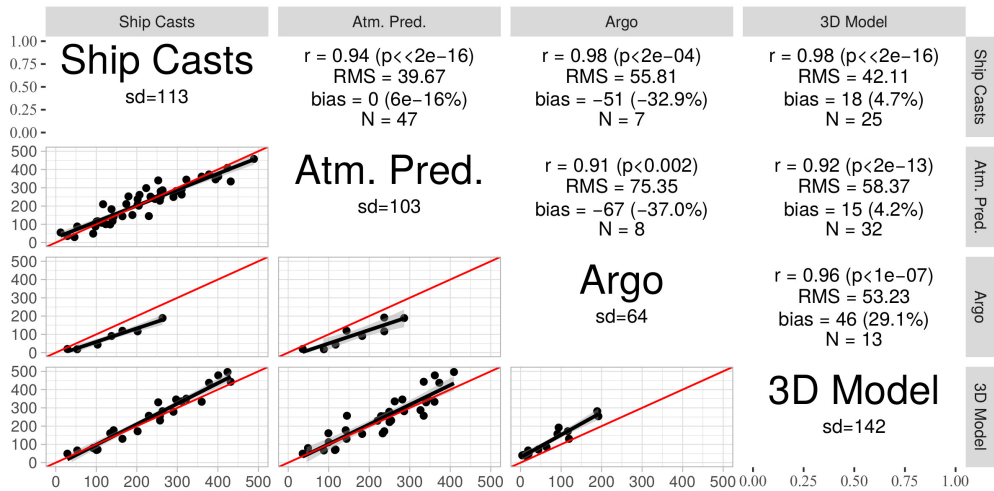 Ship Casts Atm. Pred. Argo 3D Model
1.00
0.75
0.50
0.25
0.00
Ship Casts
sd=113
r = 0.94 (p<<2e−16)
RMS = 39.67
bias = 0 (6e−16%)
N = 47
r = 0.98 (p<2e−04)
RMS = 55.81
bias = −51 (−32.9%)
N = 7
r = 0.98 (p<<2e−16)
RMS = 42.11
bias = 18 (4.7%)
N = 25
Ship Casts
500
400
300
200
100
0
Atm. Pred.
sd=103
r = 0.91 (p<0.002)
RMS = 75.35
bias = −67 (−37.0%)
N = 8
r = 0.92 (p<2e−13)
RMS = 58.37
bias = 15 (4.2%)
N = 32
Atm. Pred.
500
400
300
200
100
0
Argo
sd=64
r = 0.96 (p<1e−07)
RMS = 53.23
bias = 46 (29.1%)
N = 13
Argo
500
400
300
200
100
0
3D Model
sd=142
3D Model
0 100 200 300 400 500
0 100 200 300 400 500
0 100 200 300 400 500
0.00 0.25 0.50 0.75 1.00